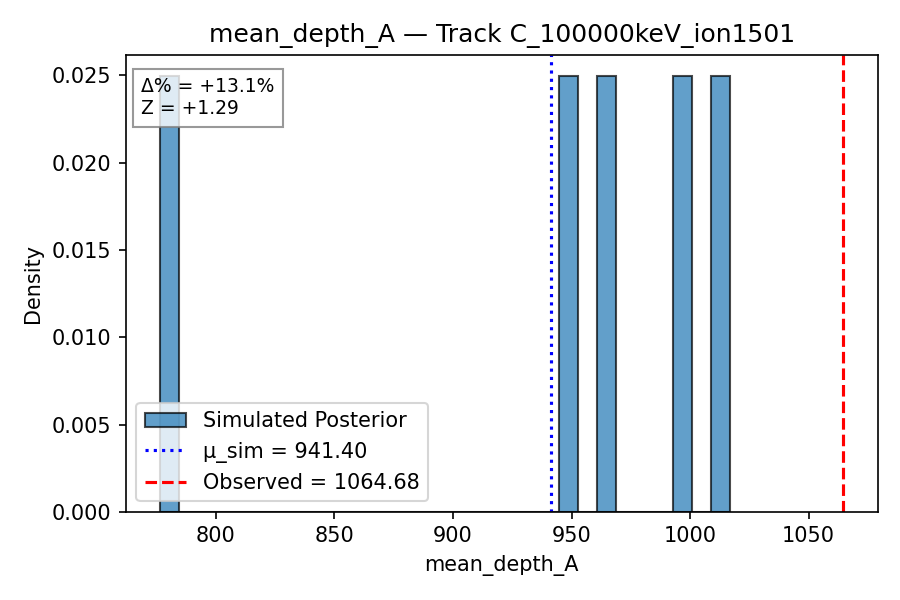 mean_depth_A — Track C_100000keV_ion1501
Δ% = +13.1%
Z = +1.29
0.025
0.020
0.015
0.010
0.005
0.000
Density
Simulated Posterior
μ_sim = 941.40
Observed = 1064.68
800 850 900 950 1000 1050
mean_depth_A